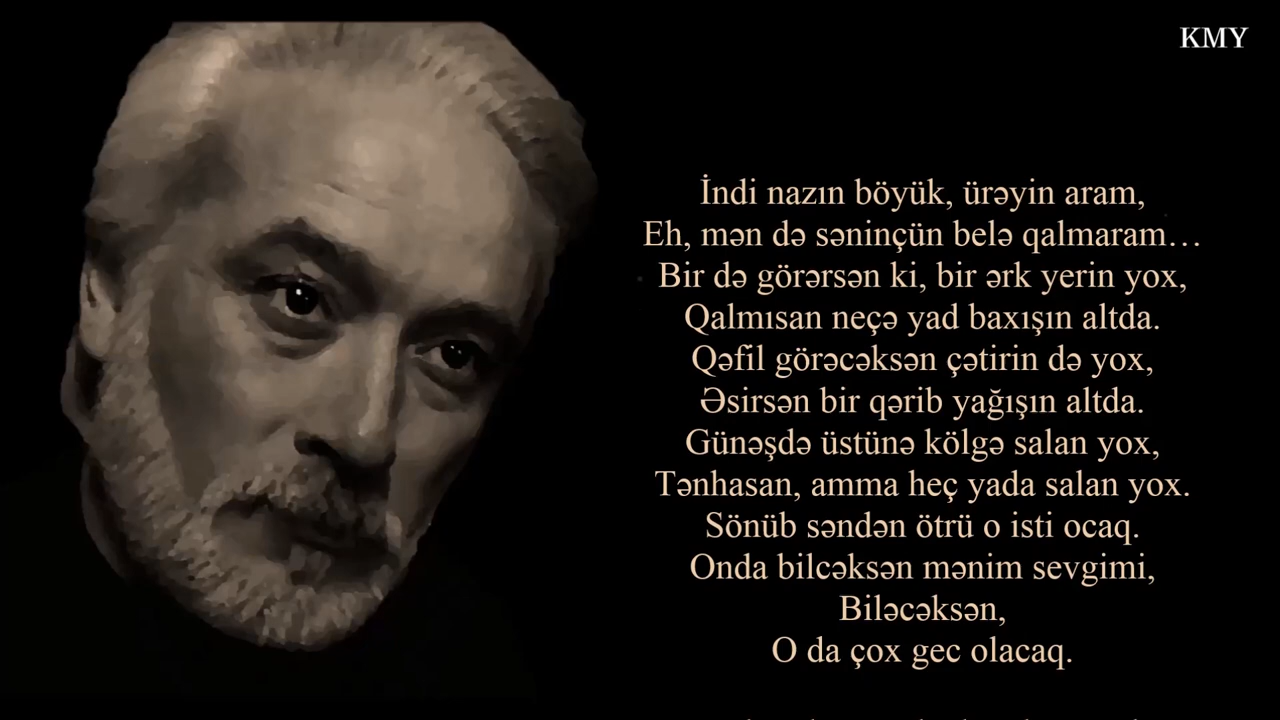 KMY
İndi nazın böyük, ürəyin aram,
Eh, mən də səninçün belə qalmaram…
Bir də görərsən ki, bir ərk yerin yox,
Qalmısan neçə yad baxışın altda.
Qəfil görəcəksən çətirin də yox,
Əsirsən bir qərib yağışın altda.
Günəşdə üstünə kölgə salan yox,
Tənhasan, amma heç yada salan yox.
Sönüb səndən ötrü o isti ocaq.
Onda bilcəksən mənim sevgimi,
Biləcəksən,
O da çox gec olacaq.